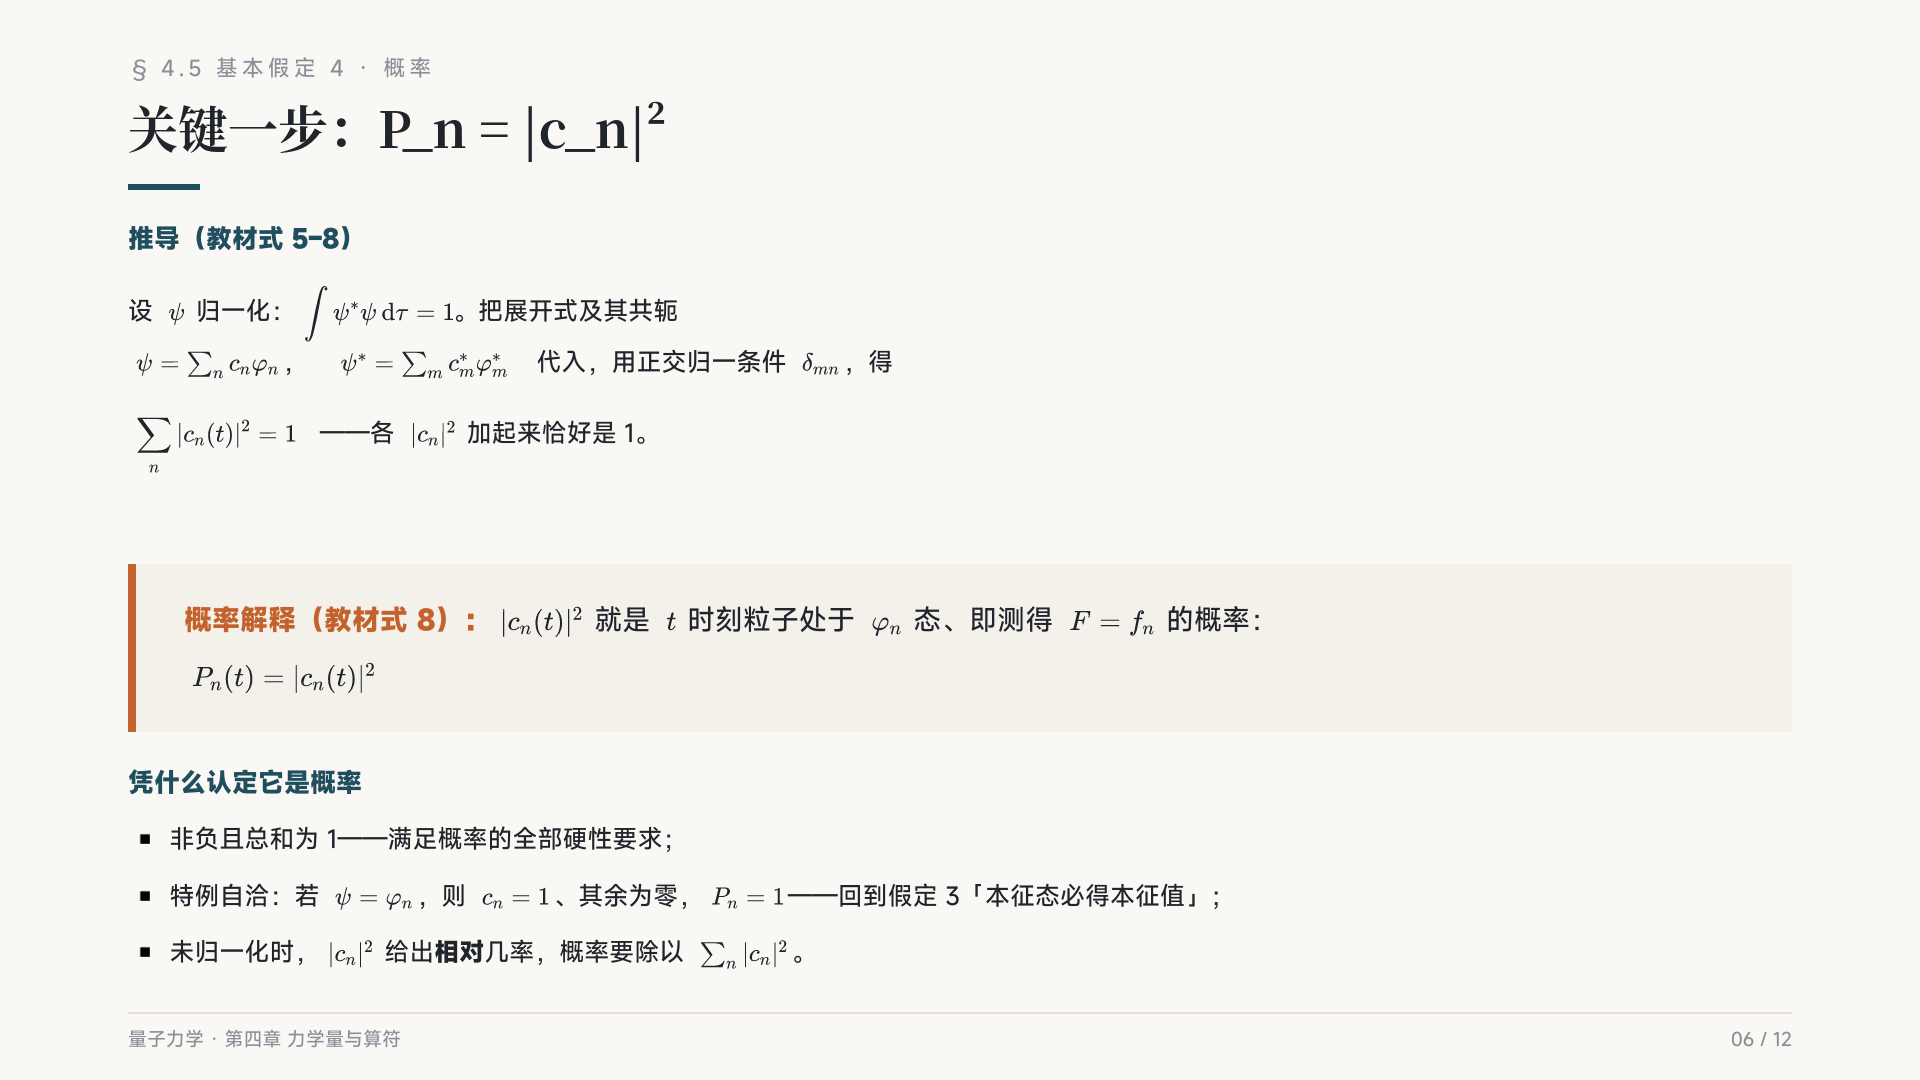 § 4.5 基本假定 4 · 概率
关键一步：P_n = |c_n|²
推导（教材式 5–8）
设 ψ 归一化： ∫ψ*ψ dτ = 1。把展开式及其共轭
ψ = ∑ₙ cₙφₙ， ψ* = ∑ₘ c*ₘφ*ₘ 代入，用正交归一条件 δₘₙ，得
∑ₙ |cₙ(t)|² = 1 ——各 |cₙ|² 加起来恰好是 1。
概率解释（教材式 8）： |cₙ(t)|² 就是 t 时刻粒子处于 φₙ 态、即测得 F = fₙ 的概率：
Pₙ(t) = |cₙ(t)|²
凭什么认定它是概率
▪ 非负且总和为 1——满足概率的全部硬性要求；
▪ 特例自洽：若 ψ = φₙ，则 cₙ = 1、其余为零， Pₙ = 1——回到假定 3「本征态必得本征值」；
▪ 未归一化时， |cₙ|² 给出相对几率，概率要除以 ∑ₙ |cₙ|²。
量子力学 · 第四章 力学量与算符
06 / 12